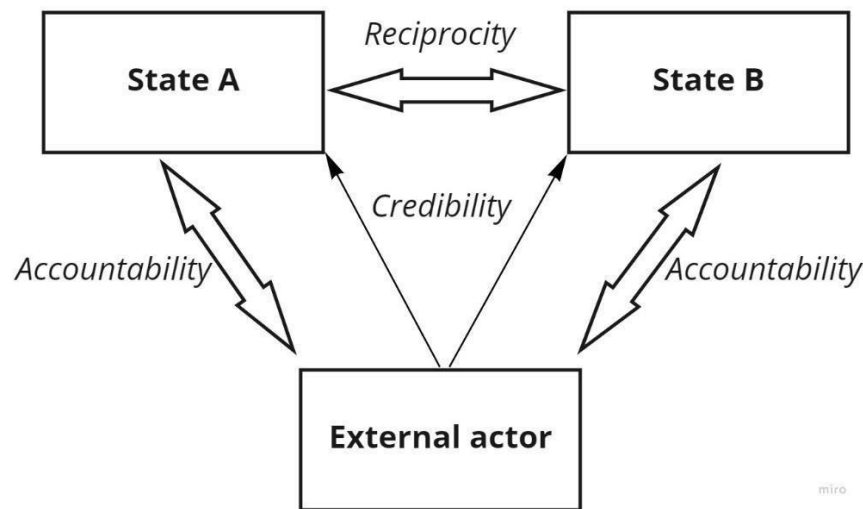 Reciprocity
State A
State B
Credibility
Accountability
Accountability
External actor
miro